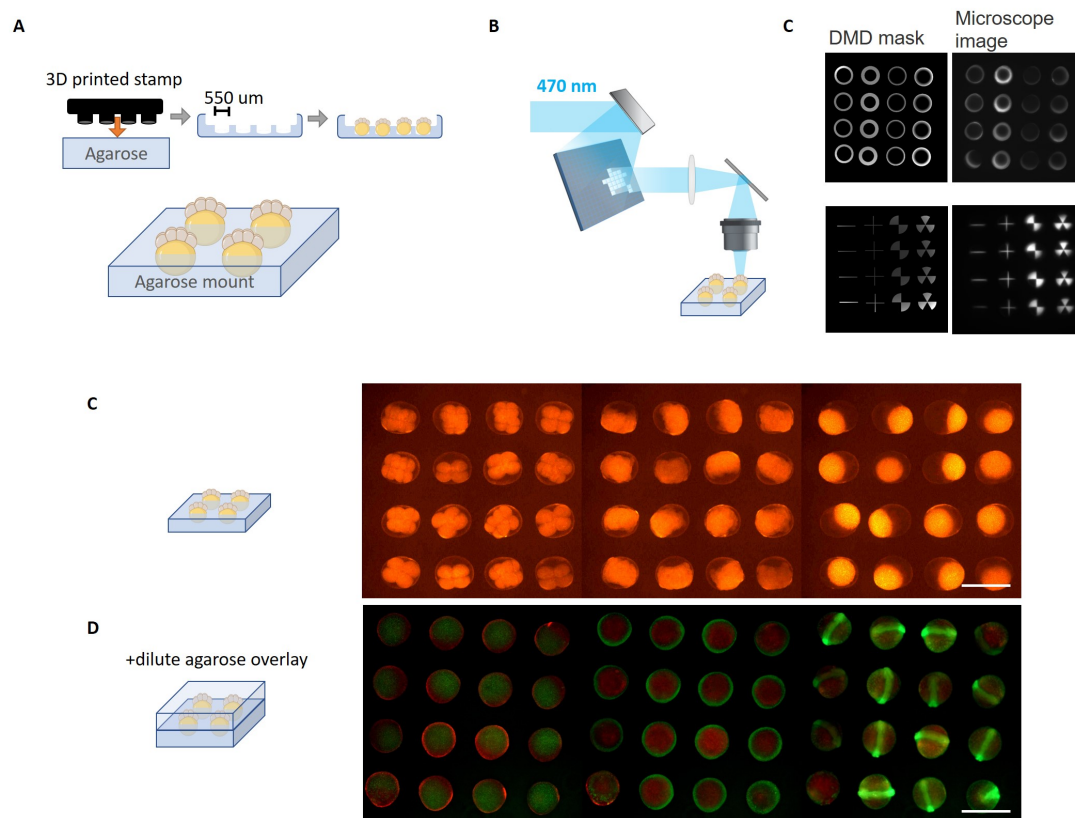 A
B
C
DMD mask
Microscope
image
3D printed stamp
550 um
470 nm
Agarose
Agarose mount
C
D
+dilute agarose overlay